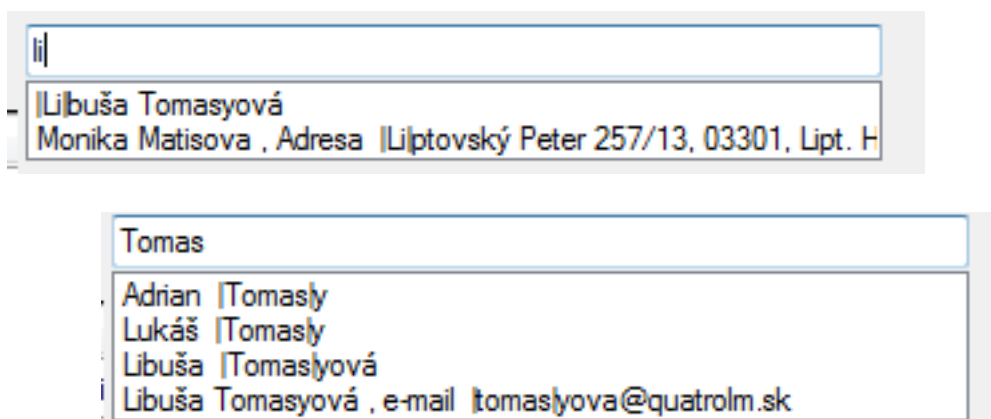 li
|Li|buša Tomasyová
Monika Matisova , Adresa |Li|ptovský Peter 257/13, 03301, Lipt. H
Tomas
Adrian |Tomas|y
Lukáš |Tomas|y
Libuša |Tomas|yová
Libuša Tomasyová , e-mail |tomas|yova@quatrolm.sk